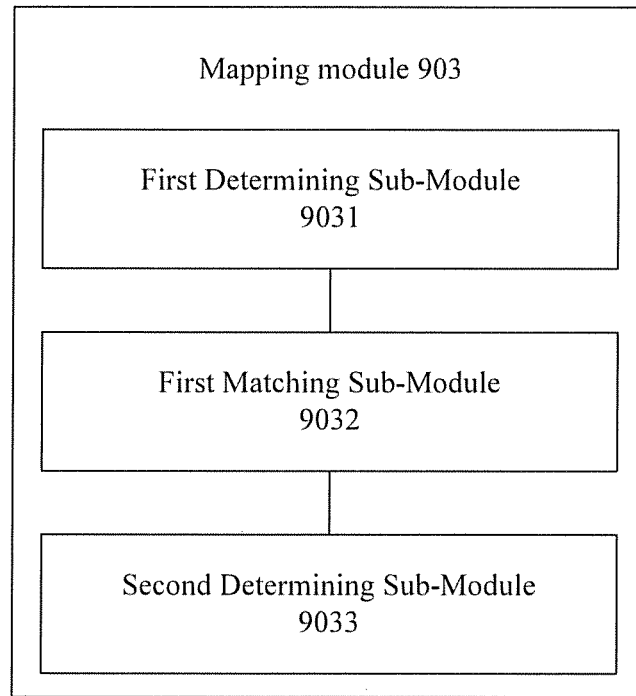 Mapping module 903
First Determining Sub-Module
9031
First Matching Sub-Module
9032
Second Determining Sub-Module
9033